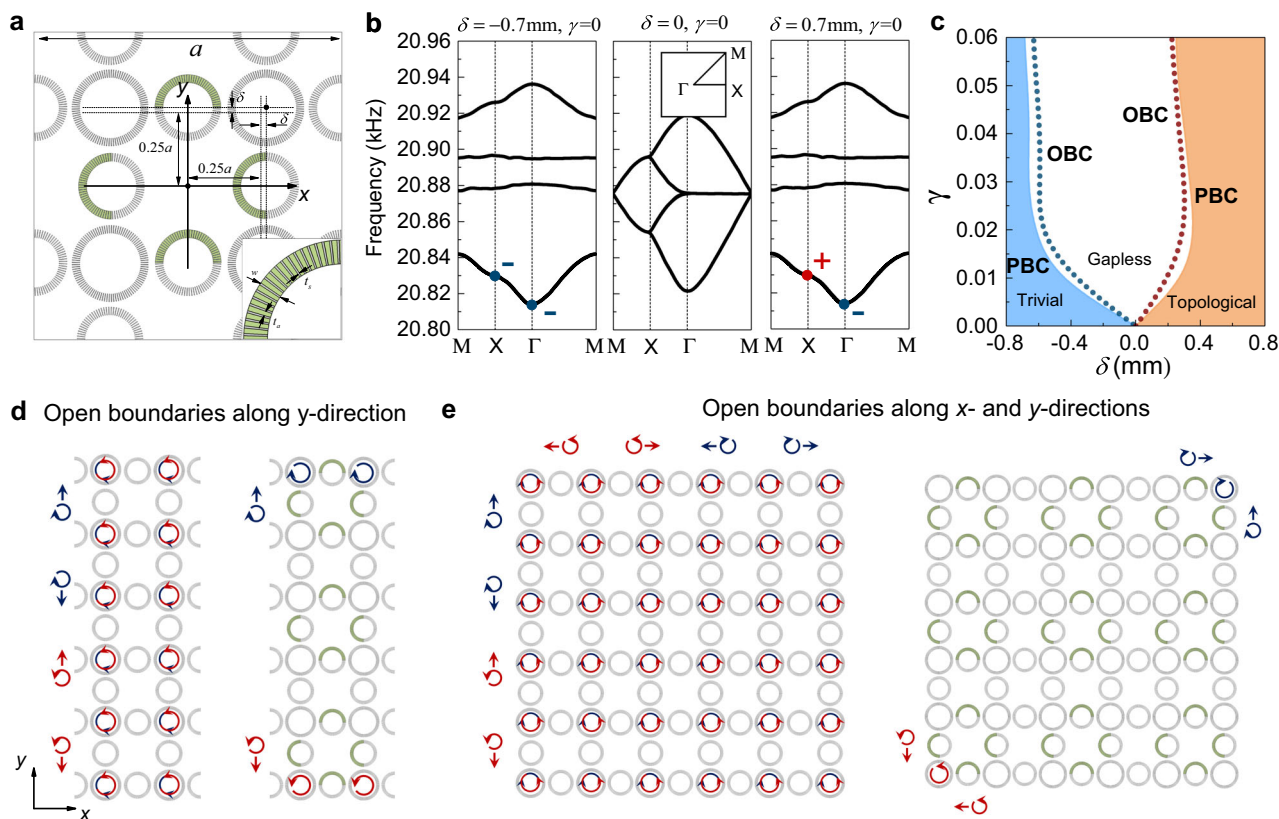 a
a
y
δ
δ
0.25a
0.25a
x
w
t_s
t_a
b
δ = −0.7mm, γ=0
δ=0, γ=0
δ= 0.7mm, γ=0
Frequency (kHz)
20.96
20.94
20.92
20.90
20.88
20.86
20.84
20.82
20.80
M
Γ
X
−
−
+
−
M X Γ M
X Γ M
X Γ M
c
γ
0.06
0.05
0.04
0.03
0.02
0.01
0.00
OBC
OBC
PBC
PBC
Gapless
Trivial
Topological
-0.8 -0.4 0.0 0.4 0.8
δ (mm)
d Open boundaries along y-direction
y
x
e Open boundaries along x- and y-directions